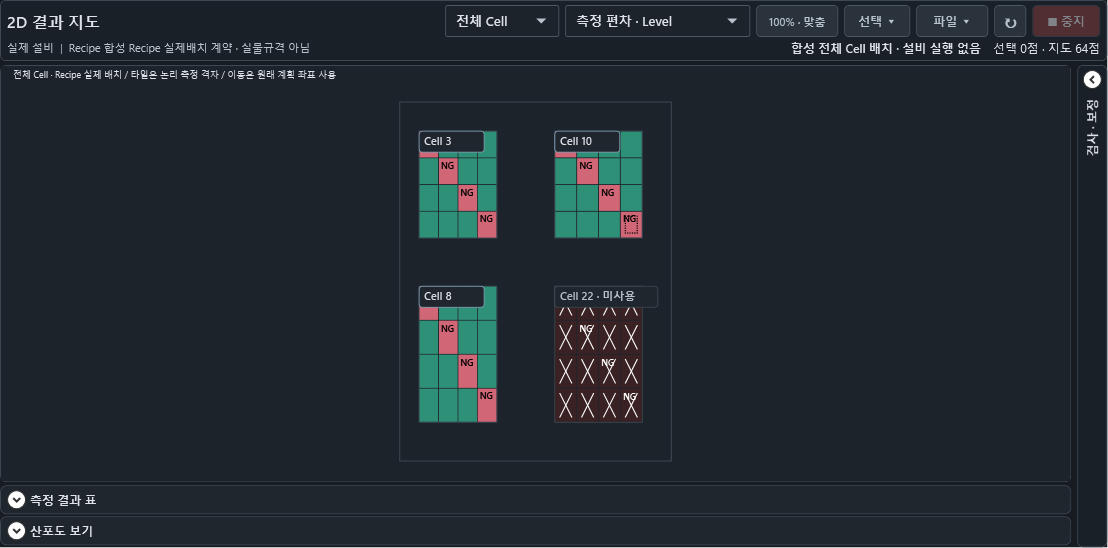 2D 결과 지도
전체 Cell
측정 편차 · Level
100% · 맞춤
선택
파일
중지
실제 설비 | Recipe 합성 Recipe 실제배치 계약 · 실물규격 아님
합성 전체 Cell 배치 · 설비 실행 없음 선택 0점 · 지도 64점
전체 Cell · Recipe 실제 배치 / 타일은 논리 측정 격자 / 이동은 원래 계획 좌표 사용
검사 · 보정
Cell 3
NG
NG
NG
Cell 10
NG
NG
NG
Cell 8
NG
NG
NG
Cell 22 · 미사용
NG
NG
NG
측정 결과 표
산포도 보기